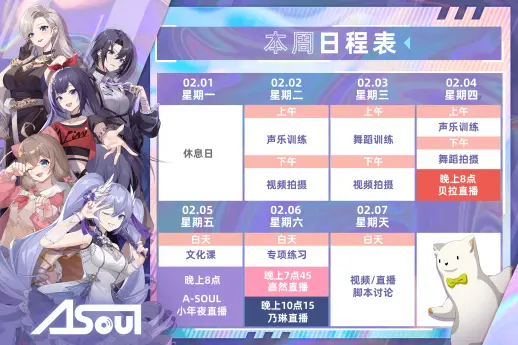 本周日程表
02.01
星期一
02.02
星期二
02.03
星期三
02.04
星期四
休息日
上午
声乐训练
下午
视频拍摄
上午
舞蹈训练
下午
视频拍摄
上午
声乐训练
下午
舞蹈拍摄
晚上8点
贝拉直播
02.05
星期五
02.06
星期六
02.07
星期天
白天
文化课
晚上8点
A-SOUL
小年夜直播
白天
专项练习
晚上7点45
嘉然直播
晚上10点15
乃琳直播
白天
视频/直播
脚本讨论
ASoul